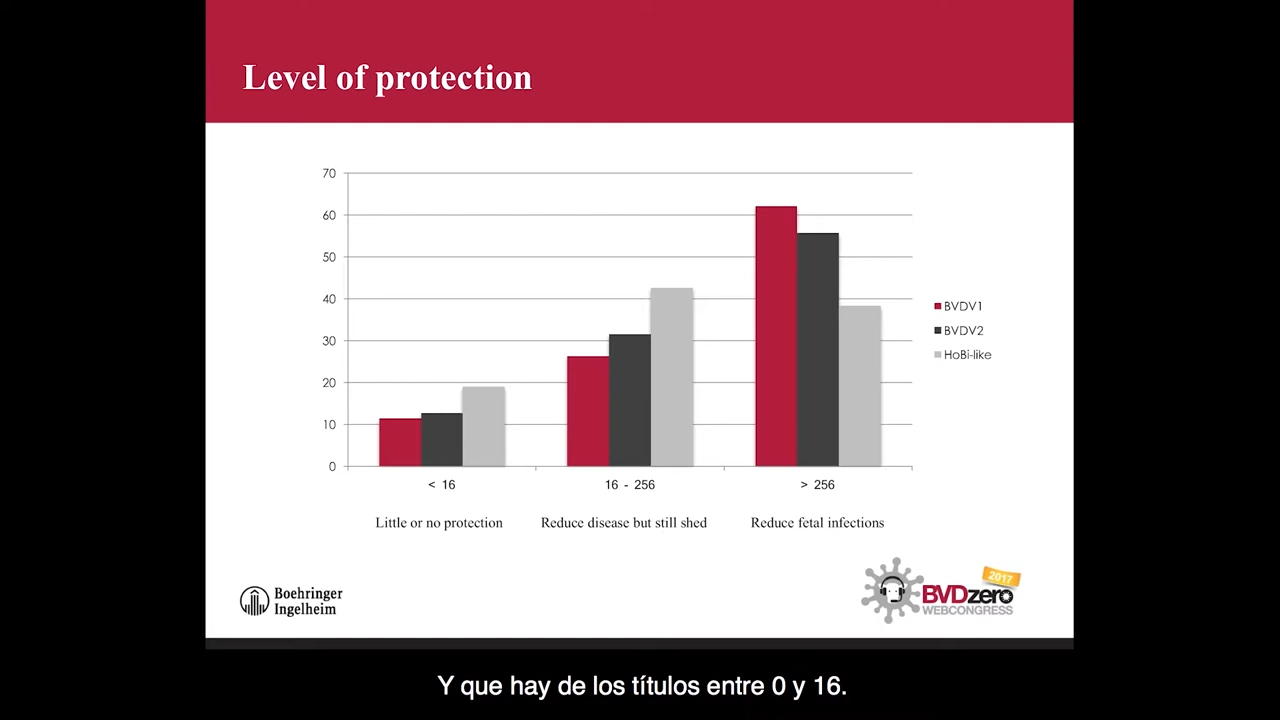 Level of protection
70
60
50
40
30
20
10
0
BVDV1
BVDV2
HoBi-like
< 16
16 - 256
> 256
Little or no protection
Reduce disease but still shed
Reduce fetal infections
Boehringer
Ingelheim
2017
BVDzero
WEBCONGRESS
Y que hay de los títulos entre 0 y 16.